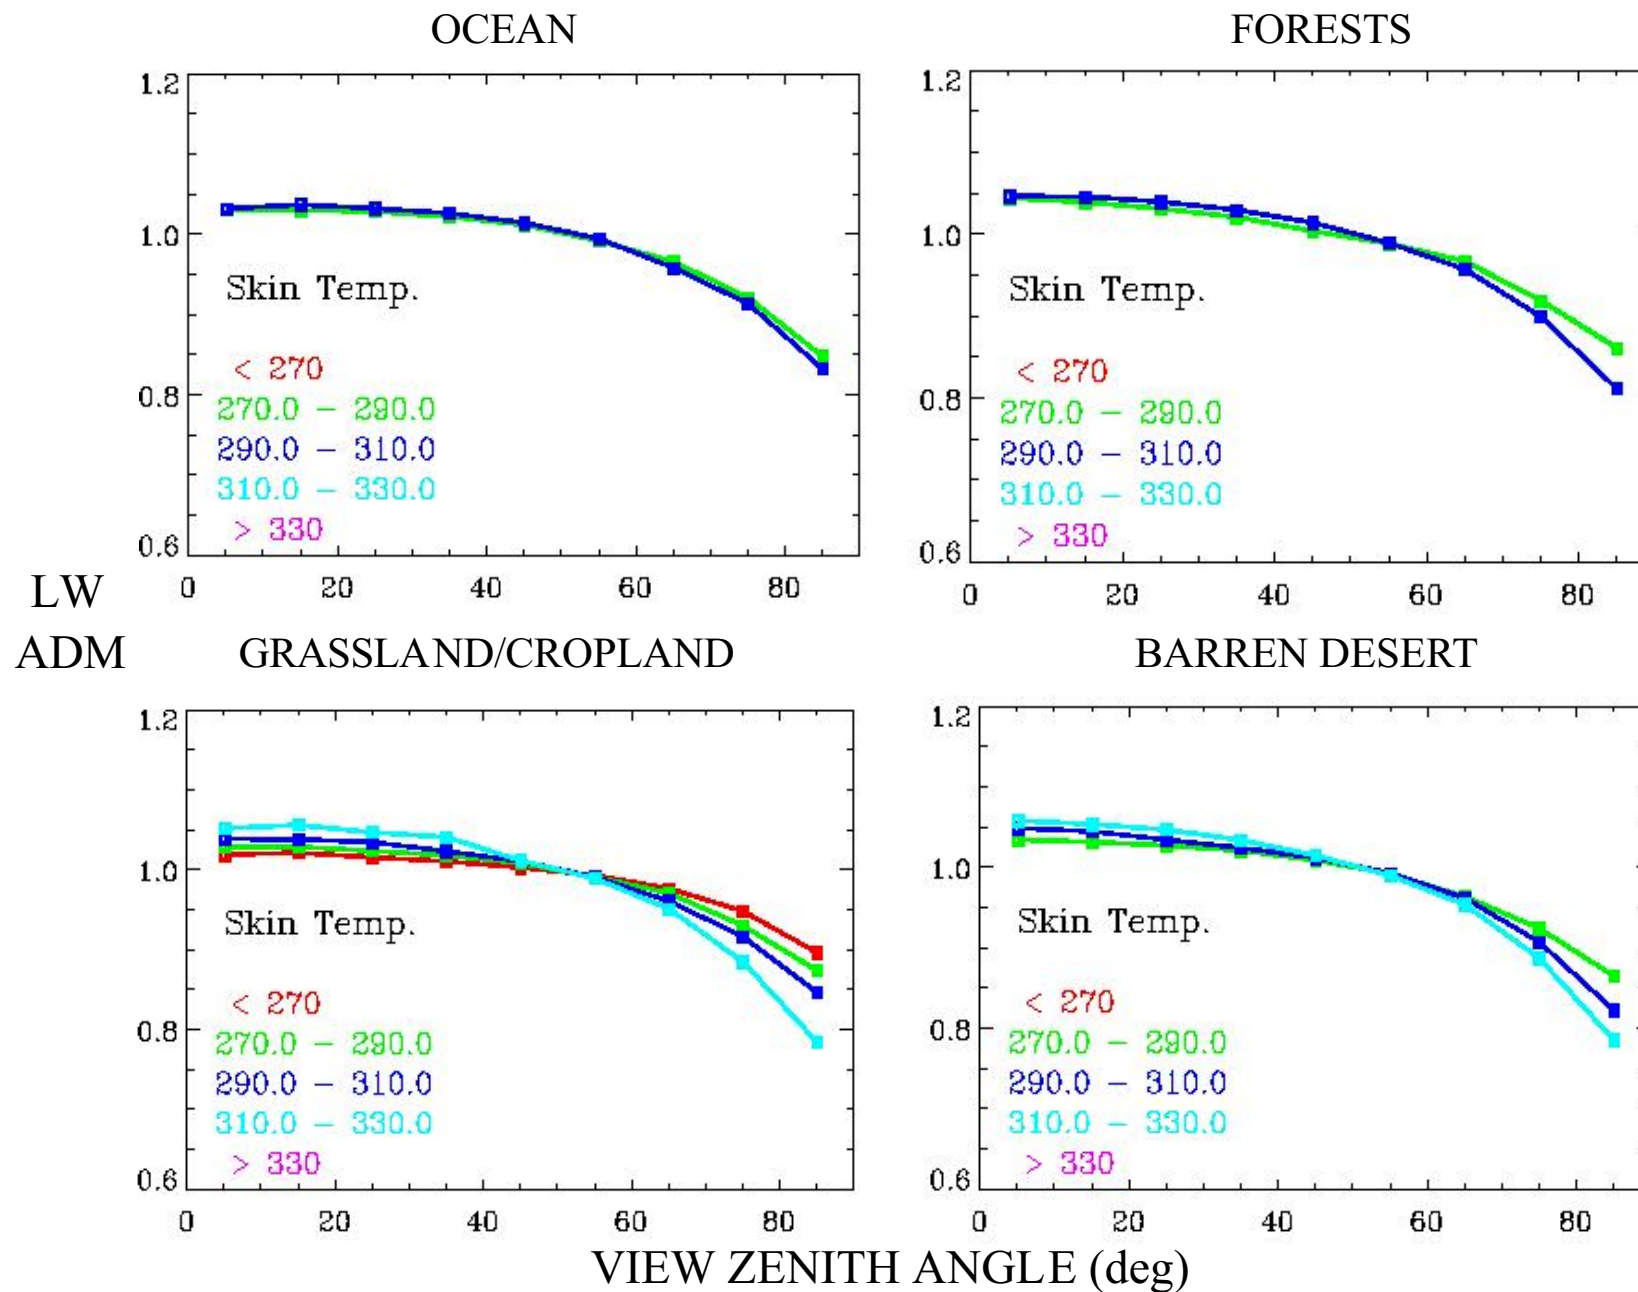 OCEAN
1.2
1.0
0.8
0.6
Skin Temp.
< 270
270.0 – 290.0
290.0 – 310.0
310.0 – 330.0
> 330
0 20 40 60 80
FORESTS
1.2
1.0
0.8
0.6
Skin Temp.
< 270
270.0 – 290.0
290.0 – 310.0
310.0 – 330.0
> 330
0 20 40 60 80
LW
ADM
GRASSLAND/CROPLAND
1.2
1.0
0.8
0.6
Skin Temp.
< 270
270.0 – 290.0
290.0 – 310.0
310.0 – 330.0
> 330
0 20 40 60 80
BARREN DESERT
1.2
1.0
0.8
0.6
Skin Temp.
< 270
270.0 – 290.0
290.0 – 310.0
310.0 – 330.0
> 330
0 20 40 60 80
VIEW ZENITH ANGLE (deg)